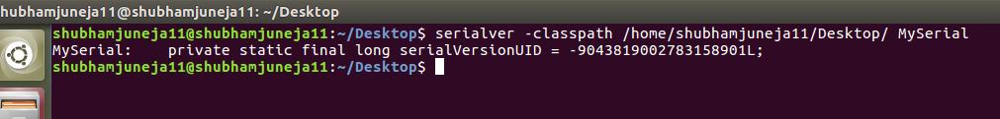 hubhamjuneja11@shubhamjuneja11: ~/Desktop
shubhamjuneja11@shubhamjuneja11:~/Desktop$ serialver -classpath /home/shubhamjuneja11/Desktop/ MySerial
MySerial:    private static final long serialVersionUID = -9043819002783158901L;
shubhamjuneja11@shubhamjuneja11:~/Desktop$